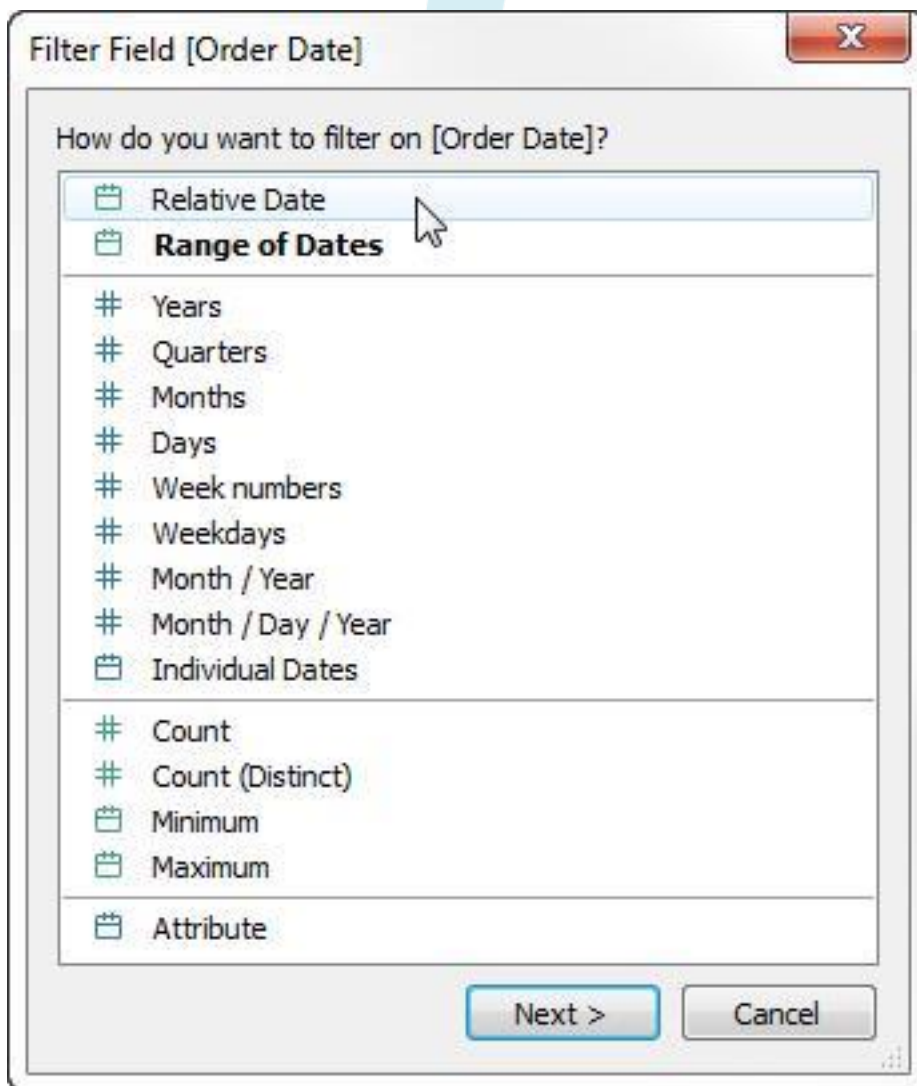 Filter Field [Order Date]
How do you want to filter on [Order Date]?
Relative Date
Range of Dates
Years
Quarters
Months
Days
Week numbers
Weekdays
Month / Year
Month / Day / Year
Individual Dates
Count
Count (Distinct)
Minimum
Maximum
Attribute
Next >
Cancel